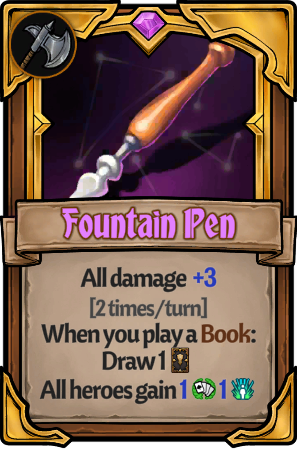 Fountain Pen
All damage +3
[2 times/turn]
When you play a Book:
Draw 1
All heroes gain 1 1